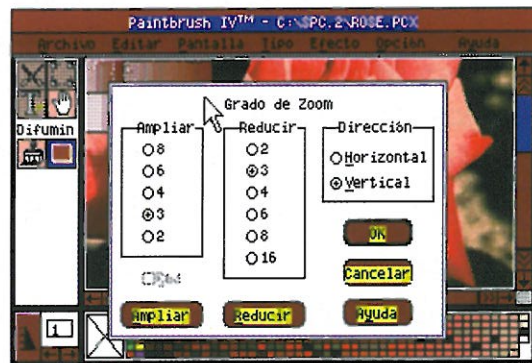 Paintbrush IV™ - C:\SPC.2\ROSE.PCX
Archivo Editar Pantalla Tipo Efecto Opción Ayuda
Difumin
Grado de Zoom
Ampliar Reducir Dirección
8 2 Horizontal
6 3 Vertical
4 4
3 6
2 8
16
OK
Cancelar
Ampliar Reducir Ayuda
1